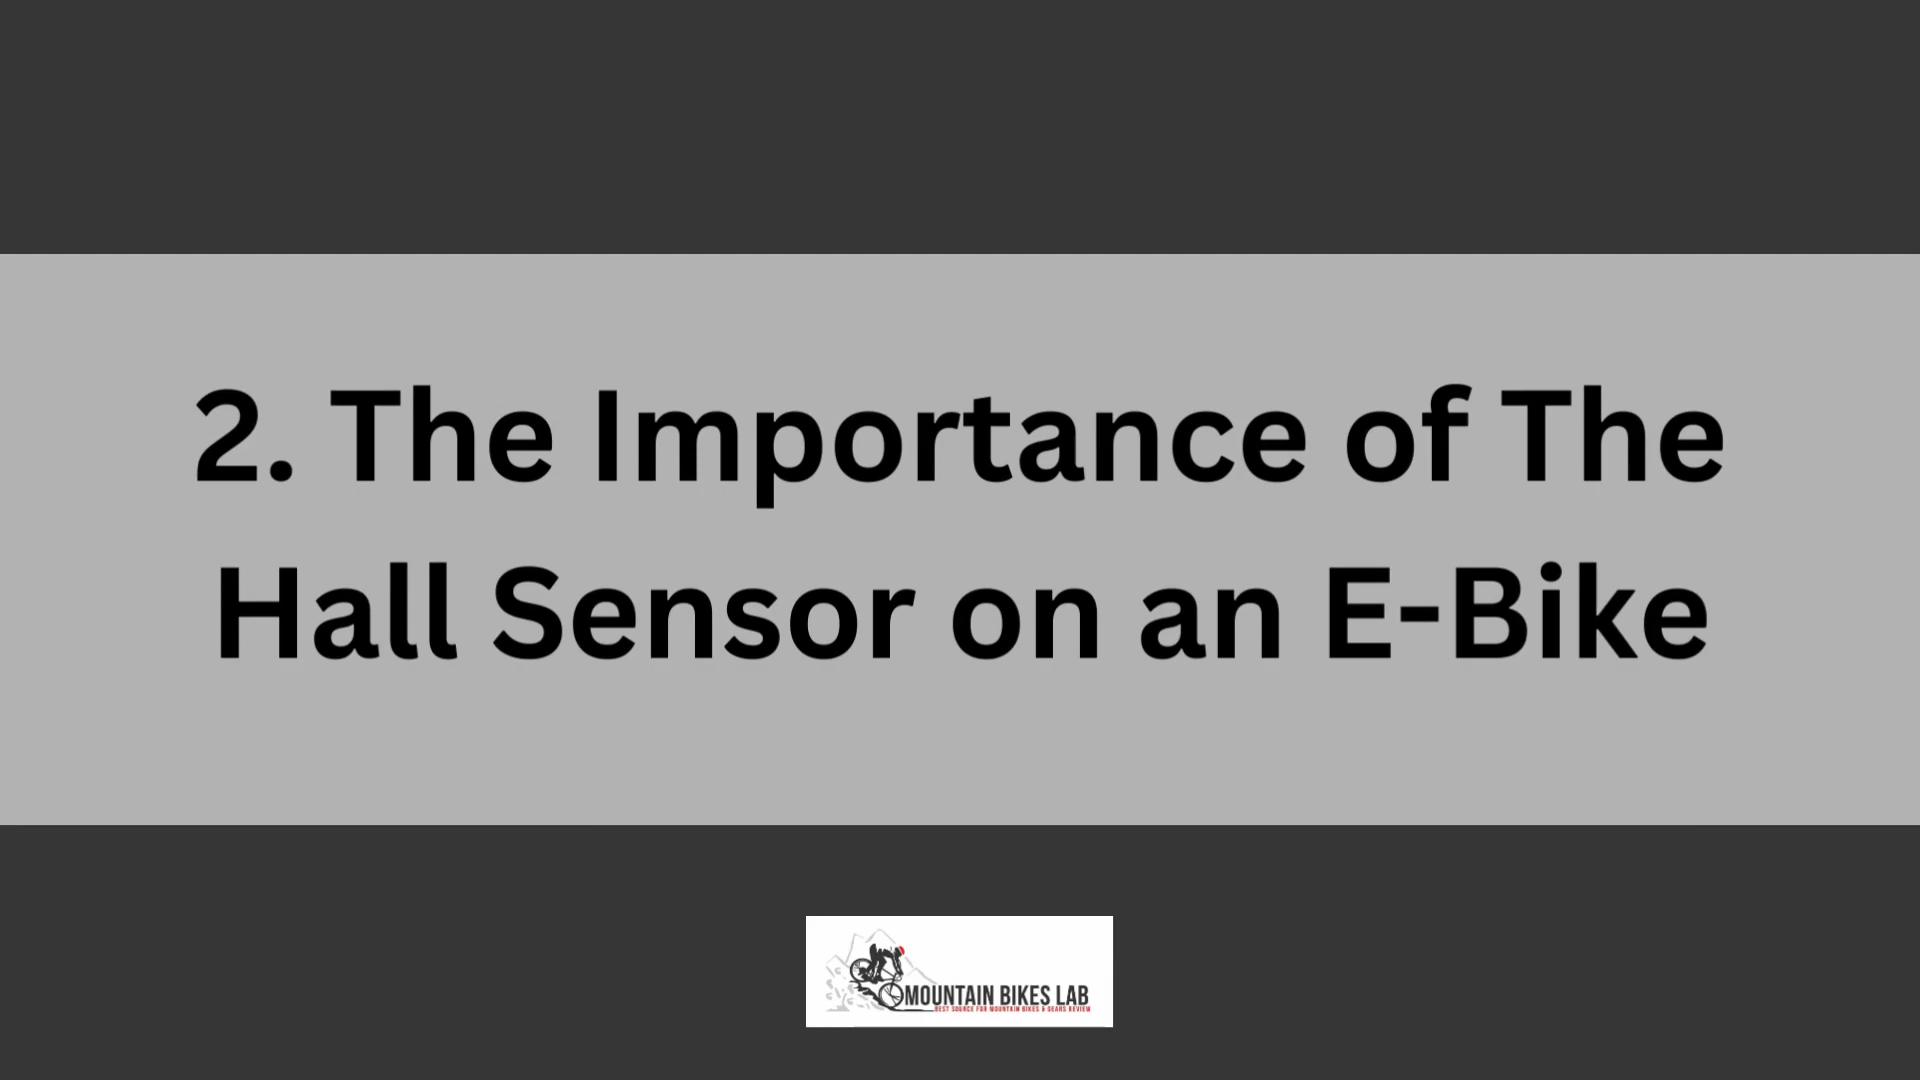 2. The Importance of The
Hall Sensor on an E-Bike
MOUNTAIN BIKES LAB
BEST SOURCE FOR MOUNTAIN BIKES & GEARS REVIEW